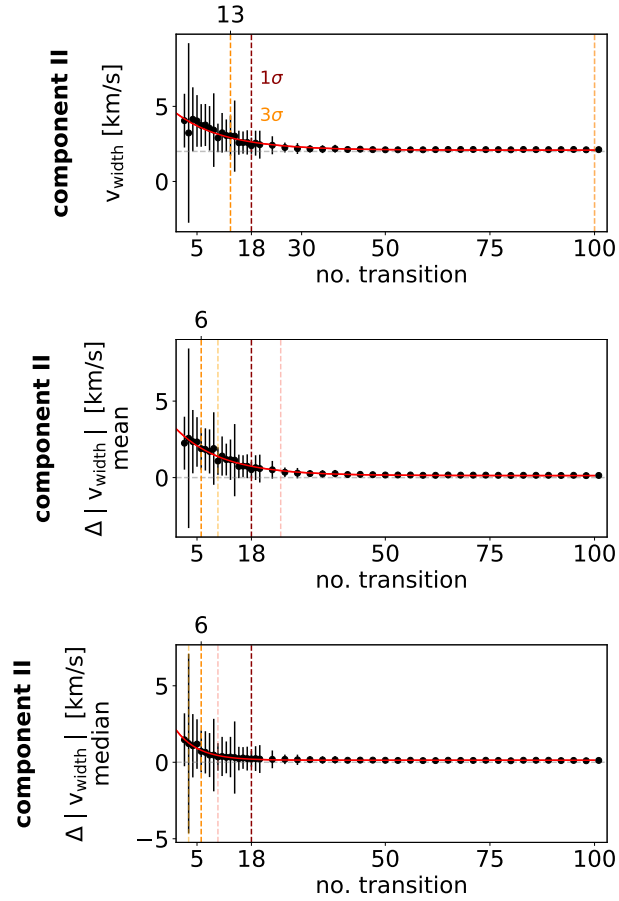 13
component II
v_width [km/s]
5
0
1σ
3σ
5 18 30 50 75 100
no. transition
6
component II
Δ | v_width | [km/s]
mean
5
0
5 18 50 75 100
no. transition
6
component II
Δ | v_width | [km/s]
median
5
0
−5
5 18 50 75 100
no. transition